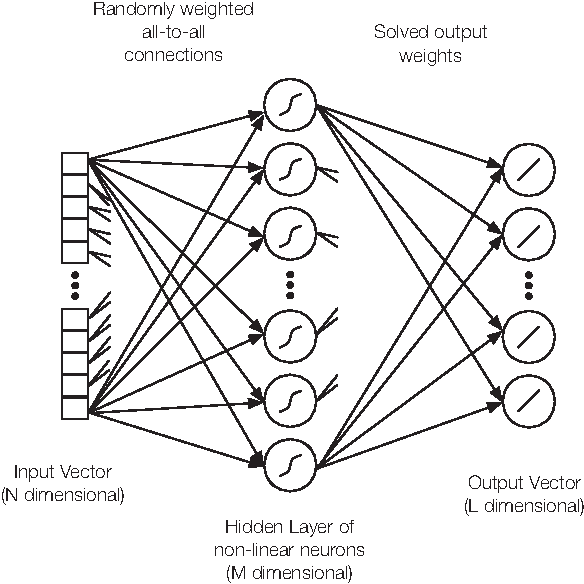 Randomly weighted
all-to-all
connections
Solved output
weights
Input Vector
(N dimensional)
Output Vector
(L dimensional)
Hidden Layer of
non-linear neurons
(M dimensional)